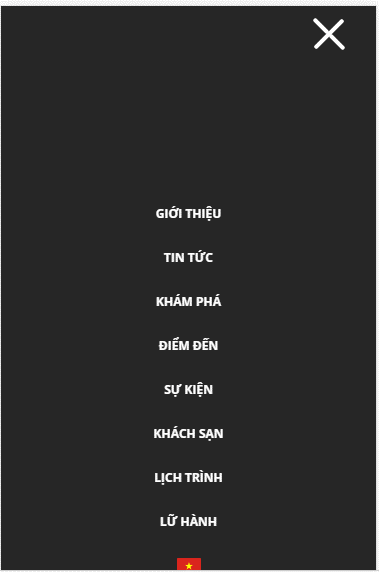 GIỚI THIỆU
TIN TỨC
KHÁM PHÁ
ĐIỂM ĐẾN
SỰ KIỆN
KHÁCH SẠN
LỊCH TRÌNH
LỮ HÀNH